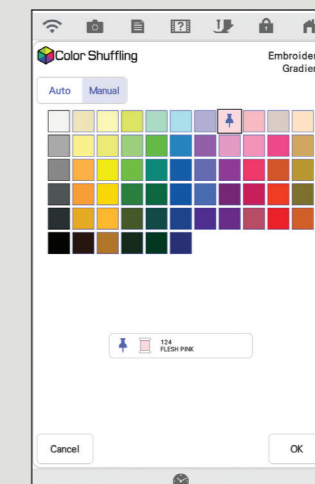 Color Shuffling
Embroider
Gradien
Auto
Manual
124
FLESH PINK
Cancel
OK